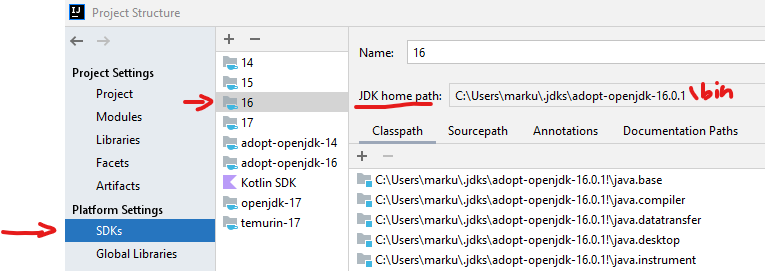 IJ Project Structure
Project Settings
Project
Modules
Libraries
Facets
Artifacts
Platform Settings
SDKs
Global Libraries
14
15
16
17
adopt-openjdk-14
adopt-openjdk-16
Kotlin SDK
openjdk-17
temurin-17
Name: 16
JDK home path: C:\Users\marku\.jdks\adopt-openjdk-16.0.1 \bin
Classpath Sourcepath Annotations Documentation Paths
C:\Users\marku\.jdks\adopt-openjdk-16.0.1!\java.base
C:\Users\marku\.jdks\adopt-openjdk-16.0.1!\java.compiler
C:\Users\marku\.jdks\adopt-openjdk-16.0.1!\java.datatransfer
C:\Users\marku\.jdks\adopt-openjdk-16.0.1!\java.desktop
C:\Users\marku\.jdks\adopt-openjdk-16.0.1!\java.instrument